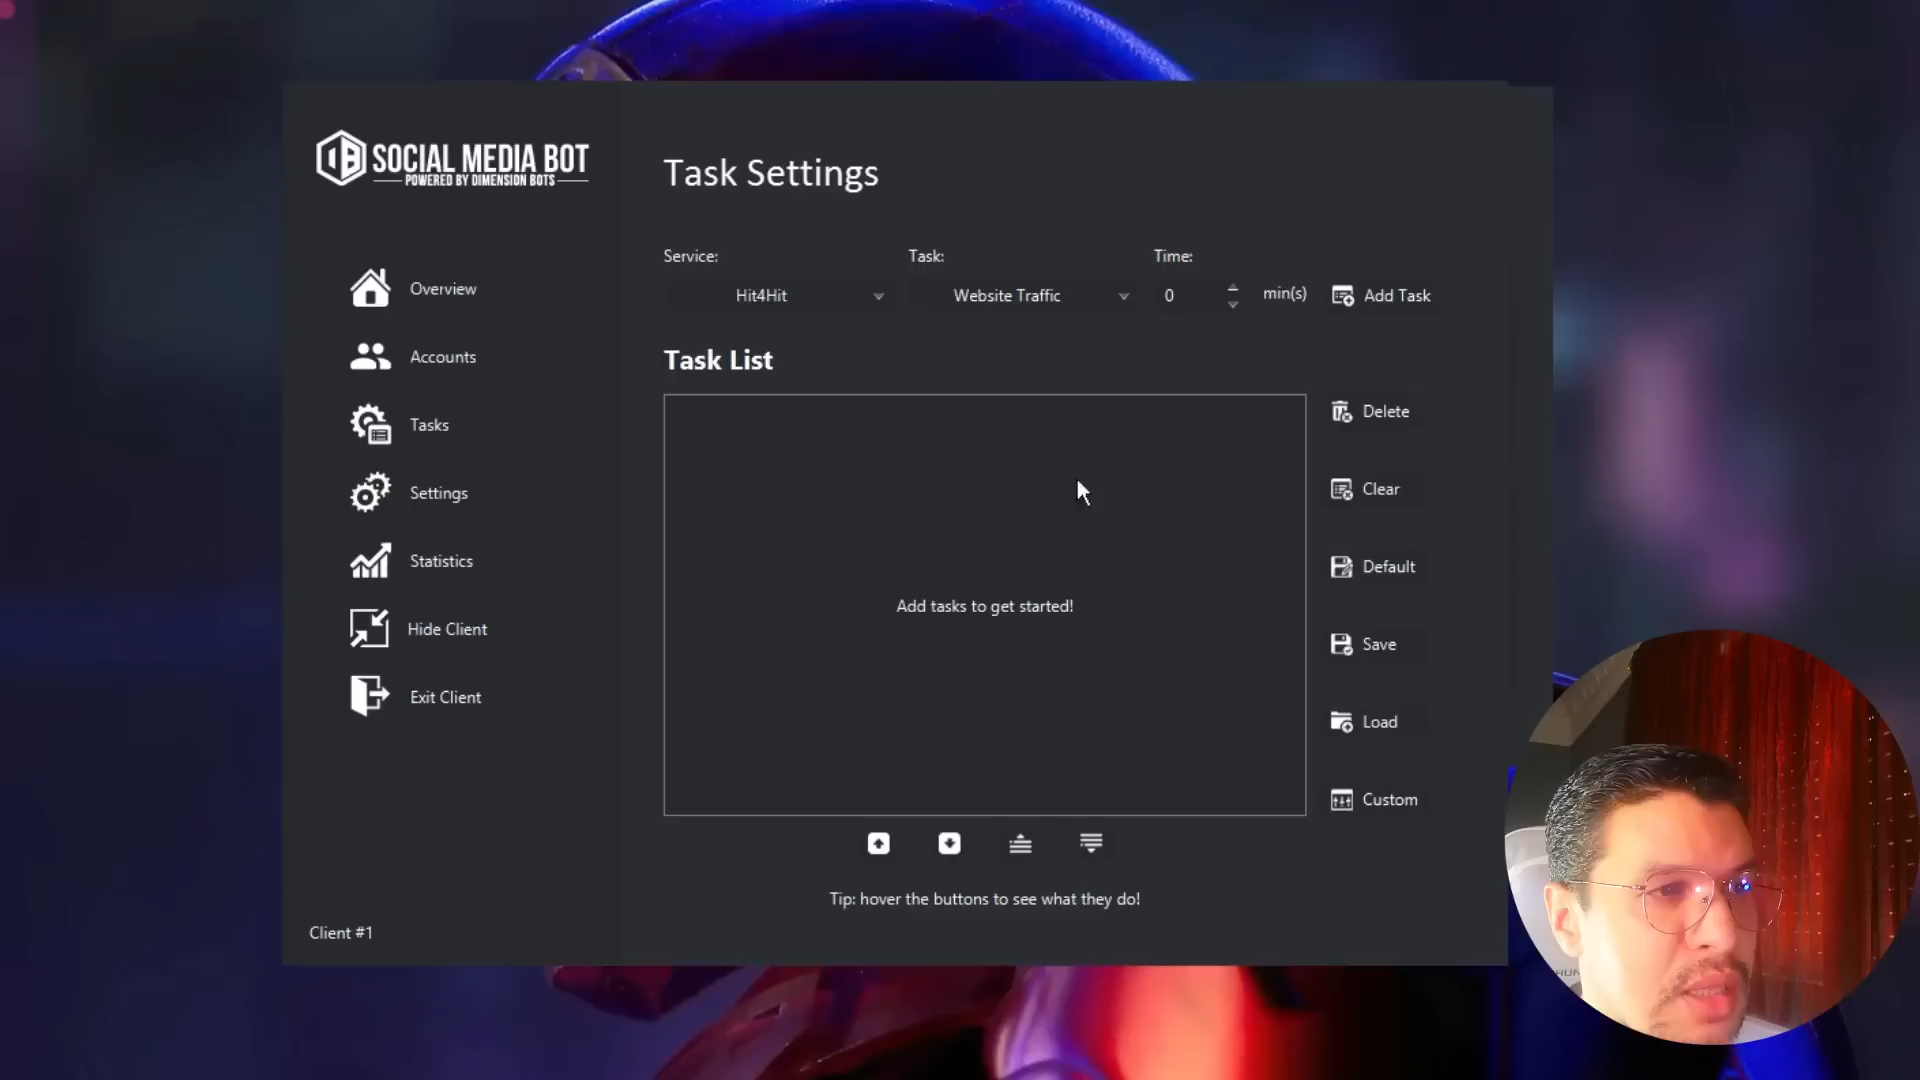 SOCIAL MEDIA BOT
POWERED BY DIMENSION BOTS
Overview
Accounts
Tasks
Settings
Statistics
Hide Client
Exit Client
Client #1
Task Settings
Service:
Task:
Time:
Hit4Hit
Website Traffic
0
min(s)
Add Task
Task List
Add tasks to get started!
Delete
Clear
Default
Save
Load
Custom
Tip: hover the buttons to see what they do!